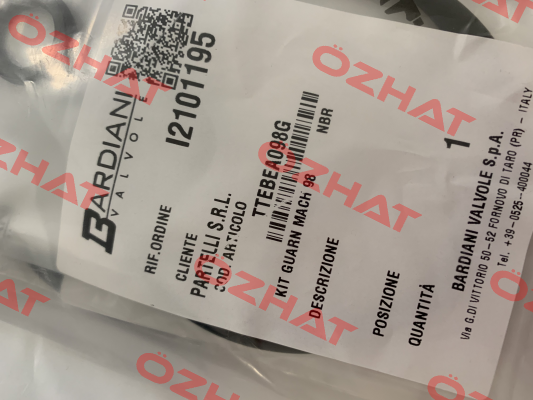 BARDIANI
VALVOLE
I2101195
RIF.ORDINE
CLIENTE
PARTELLI S.R.L.
COD. ARTICOLO
TTEBEA098G
KIT GUARN MACH 98 NBR
DESCRIZIONE
POSIZIONE
QUANTITÀ
1
BARDIANI VALVOLE S.p.A.
Via G.DI VITTORIO 50-52 FORNOVO DI TARO (PR) - ITALY
Tel. +39-0525-400044
ÖZHAT
ÖZHAT
ÖZHAT
ÖZHAT
ÖZHAT
ÖZHAT
ÖZHAT